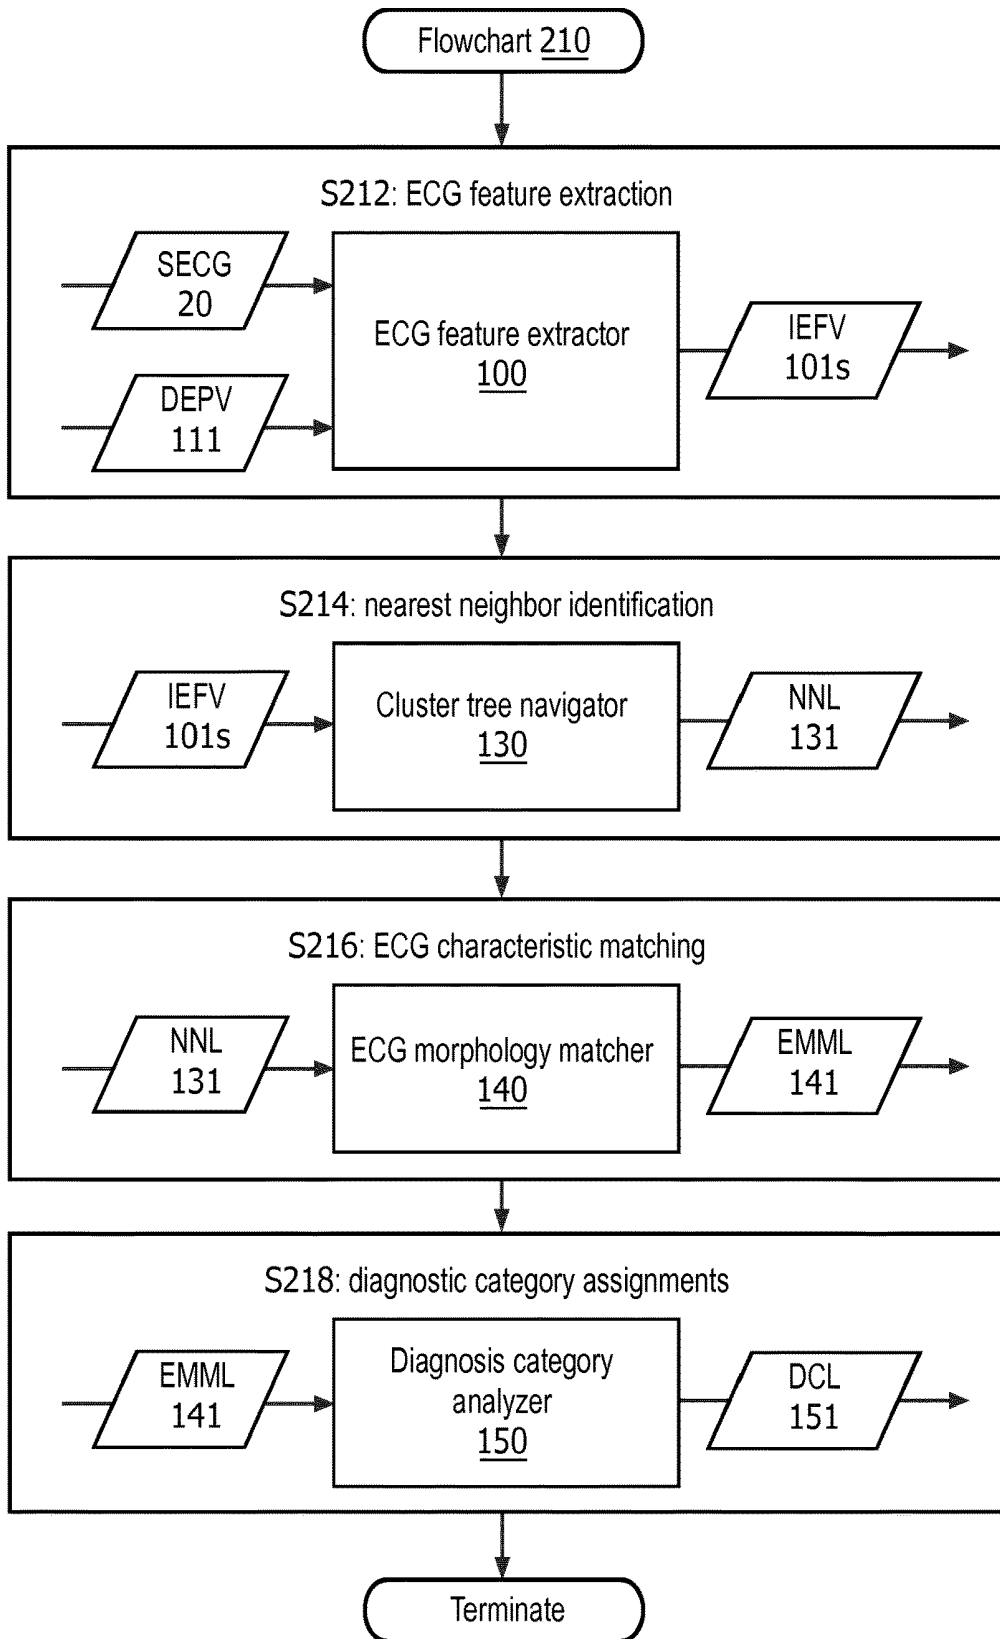 Flowchart 210
S212: ECG feature extraction
SECG
20
DEPV
111
ECG feature extractor
100
IEFV
101s
S214: nearest neighbor identification
IEFV
101s
Cluster tree navigator
130
NNL
131
S216: ECG characteristic matching
NNL
131
ECG morphology matcher
140
EMML
141
S218: diagnostic category assignments
EMML
141
Diagnosis category
analyzer
150
DCL
151
Terminate